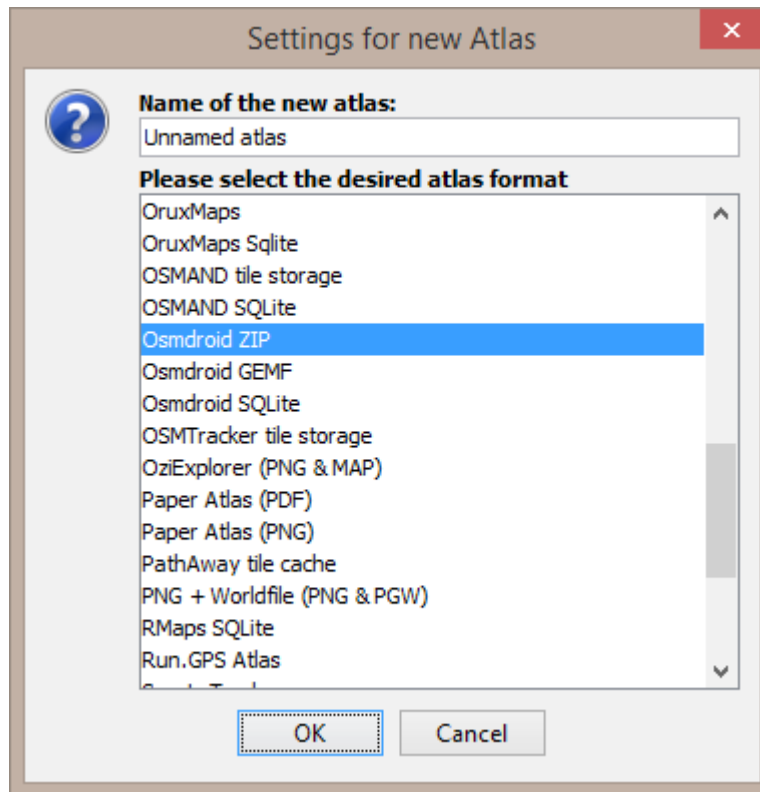 Settings for new Atlas
Name of the new atlas:
Unnamed atlas
Please select the desired atlas format
OruxMaps
OruxMaps Sqlite
OSMAND tile storage
OSMAND SQLite
Osmdroid ZIP
Osmdroid GEMF
Osmdroid SQLite
OSMTracker tile storage
OziExplorer (PNG & MAP)
Paper Atlas (PDF)
Paper Atlas (PNG)
PathAway tile cache
PNG + Worldfile (PNG & PGW)
RMaps SQLite
Run.GPS Atlas
OK Cancel